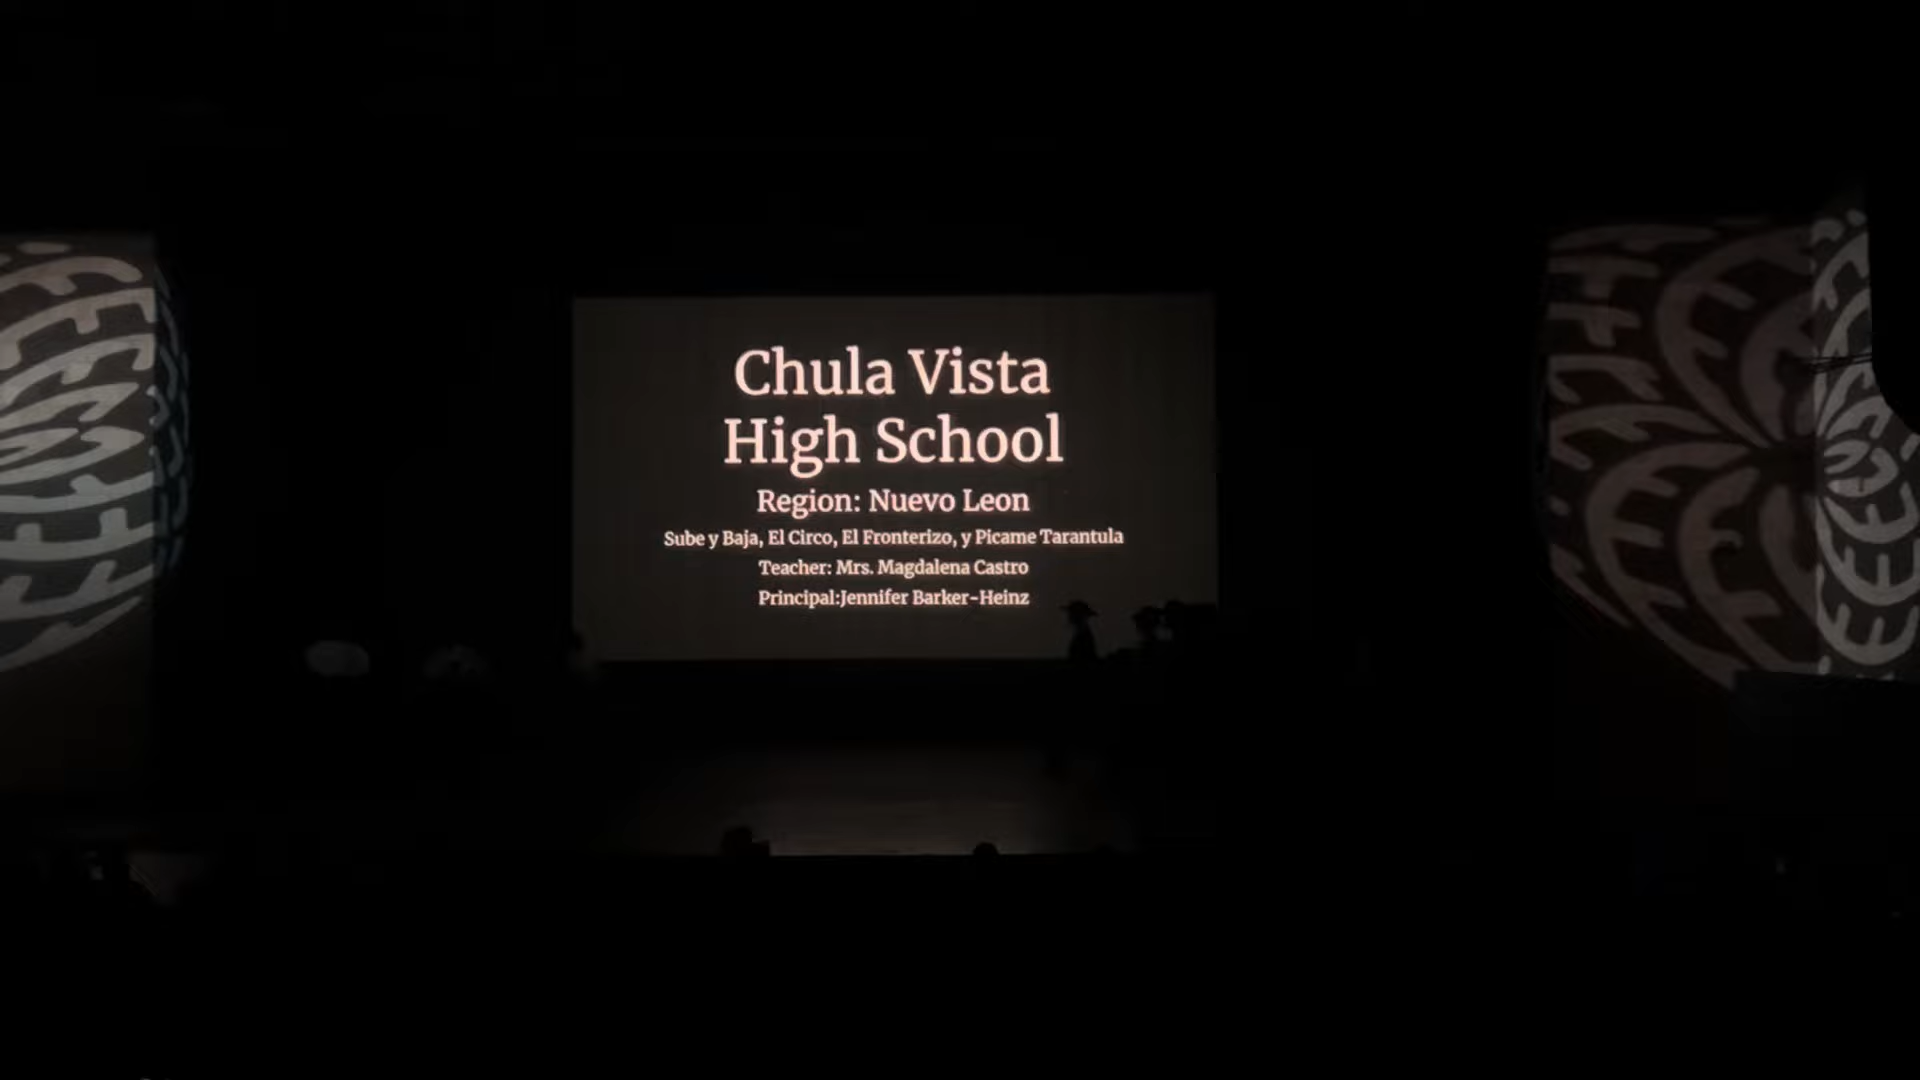 Chula Vista
High School
Region: Nuevo Leon
Sube y Baja, El Circo, El Fronterizo, y Picame Tarantula
Teacher: Mrs. Magdalena Castro
Principal:Jennifer Barker-Heinz